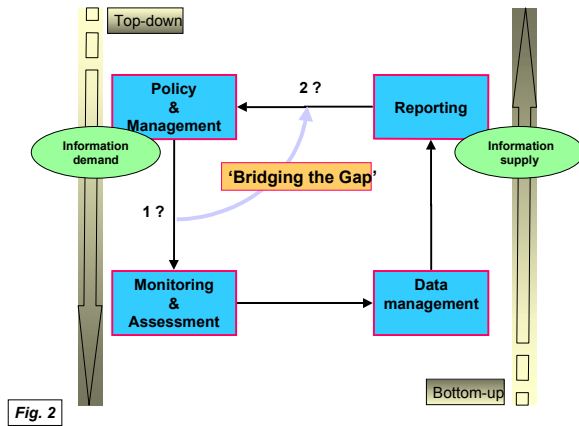 Top-down
Policy
&
Management
2 ?
Reporting
Information
demand
Information
supply
'Bridging the Gap'
1 ?
Monitoring
&
Assessment
Data
management
Bottom-up
Fig. 2